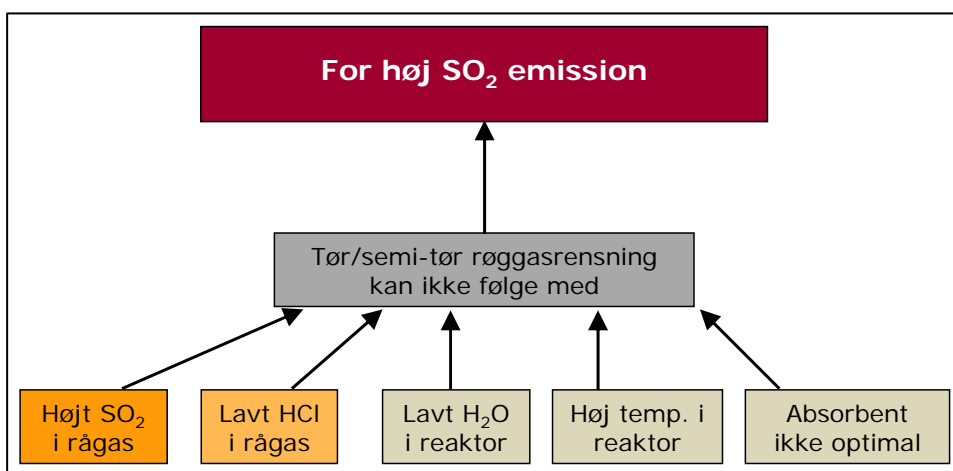 For høj SO₂ emission
Tør/semi-tør røggasrensning
kan ikke følge med
Højt SO₂
i rågas
Lavt HCl
i rågas
Lavt H₂O
i reaktor
Høj temp. i
reaktor
Absorbent
ikke optimal